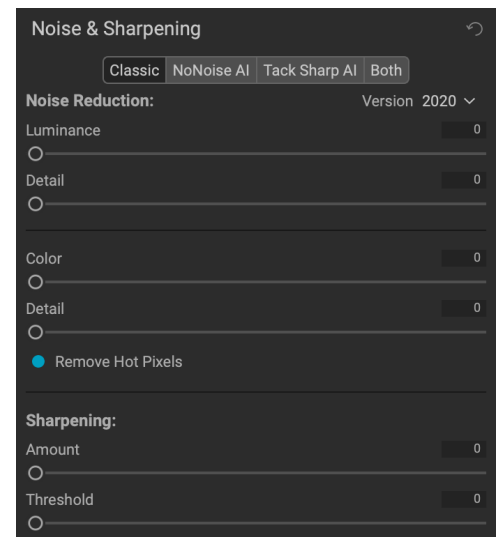 Noise & Sharpening
Classic NoNoise AI Tack Sharp AI Both
Noise Reduction: Version 2020
Luminance 0
Detail 0
Color 0
Detail 0
Remove Hot Pixels
Sharpening:
Amount 0
Threshold 0